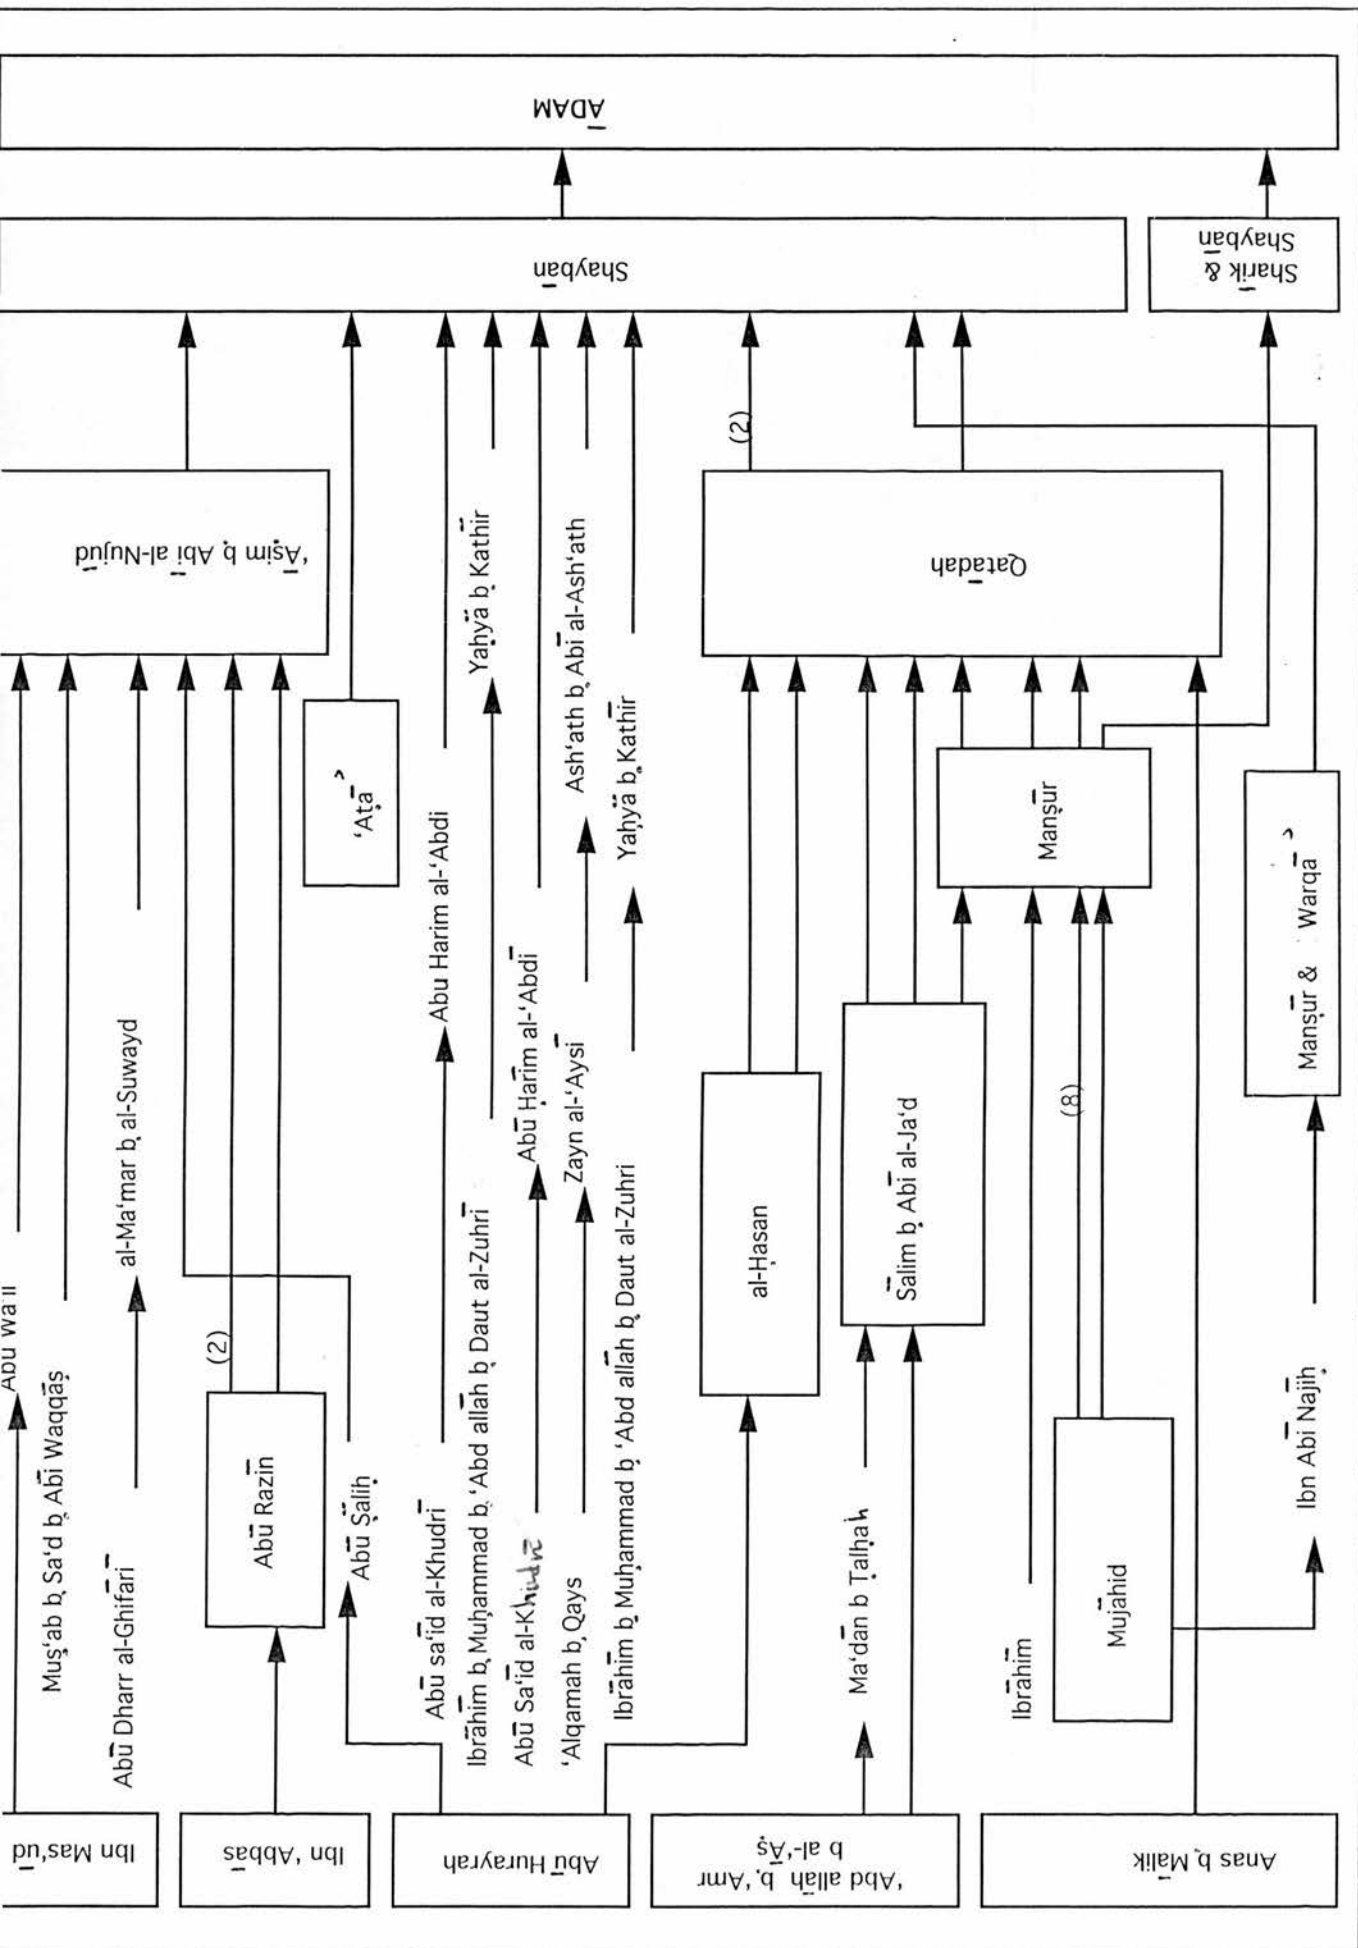 ĀDAM
Shaybān
Sharīk &
Shaybān
(2)
'Āṣim b. Abī al-Nujūd
Qatādah
'Aṭā'
Yaḥyā b. Kathīr
Ash'ath b. Abī al-Ash'ath
Yaḥyā b. Kathīr
Manṣūr
Manṣūr & Warqā'
Abu Harim al-'Abdi
Abū Ḥarīm al-'Abdī
Zayn al-'Aysī
al-Ma'mar b. al-Suwayd
al-Ḥasan
Sālim b. Abī al-Ja'd
(8)
Abū Wā'il
Muṣ'ab b. Sa'd b. Abī Waqqāṣ
Abū Dharr al-Ghifārī
(2)
Abū Razīn
Abū Ṣāliḥ
Abū sa'īd al-Khudrī
Ibrāhīm b. Muḥammad b. 'Abd allāh b. Daut al-Zuhrī
Abū Sa'īd al-Khudrī
'Alqamah b. Qays
Ibrāhīm b. Muḥammad b. 'Abd allāh b. Daut al-Zuhri
Ma'dān b Ṭalḥah
Ibrāhīm
Mujāhid
Ibn Abī Najīḥ
Ibn Mas'ūd
Ibn 'Abbās
Abū Hurayrah
'Abd allāh b. 'Amr
b al-'Āṣ
Anas b. Mālik